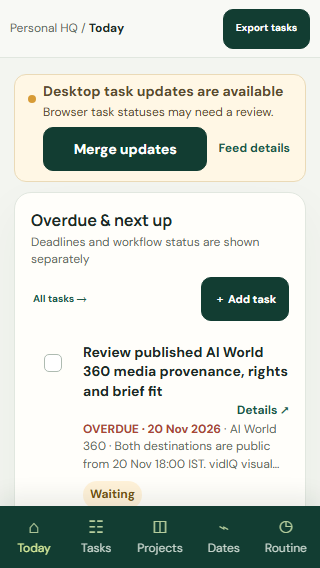 Personal HQ / Today
Export tasks
Desktop task updates are available
Browser task statuses may need a review.
Merge updates
Feed details
Overdue & next up
Deadlines and workflow status are shown
separately
All tasks →
+ Add task
Review published AI World
360 media provenance, rights
and brief fit
Details ↗
OVERDUE · 20 Nov 2026 · AI World
360 · Both destinations are public
from 20 Nov 18:00 IST. vidIQ visual…
Waiting
Today
Tasks
Projects
Dates
Routine